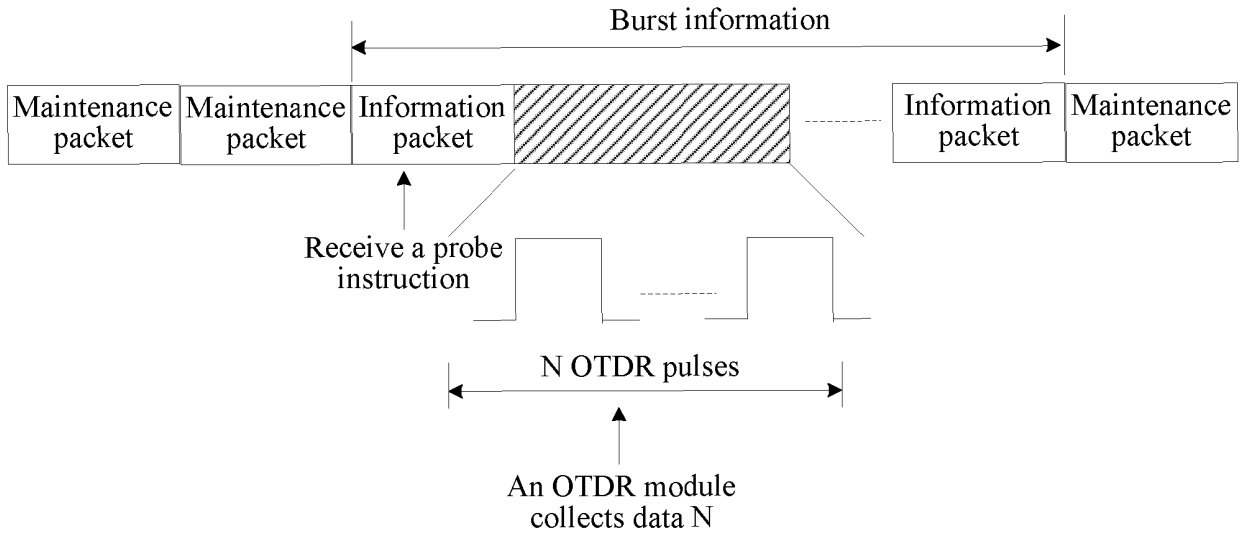 Burst information
Maintenance
packet
Maintenance
packet
Information
packet
Information
packet
Maintenance
packet
Receive a probe
instruction
N OTDR pulses
An OTDR module
collects data N